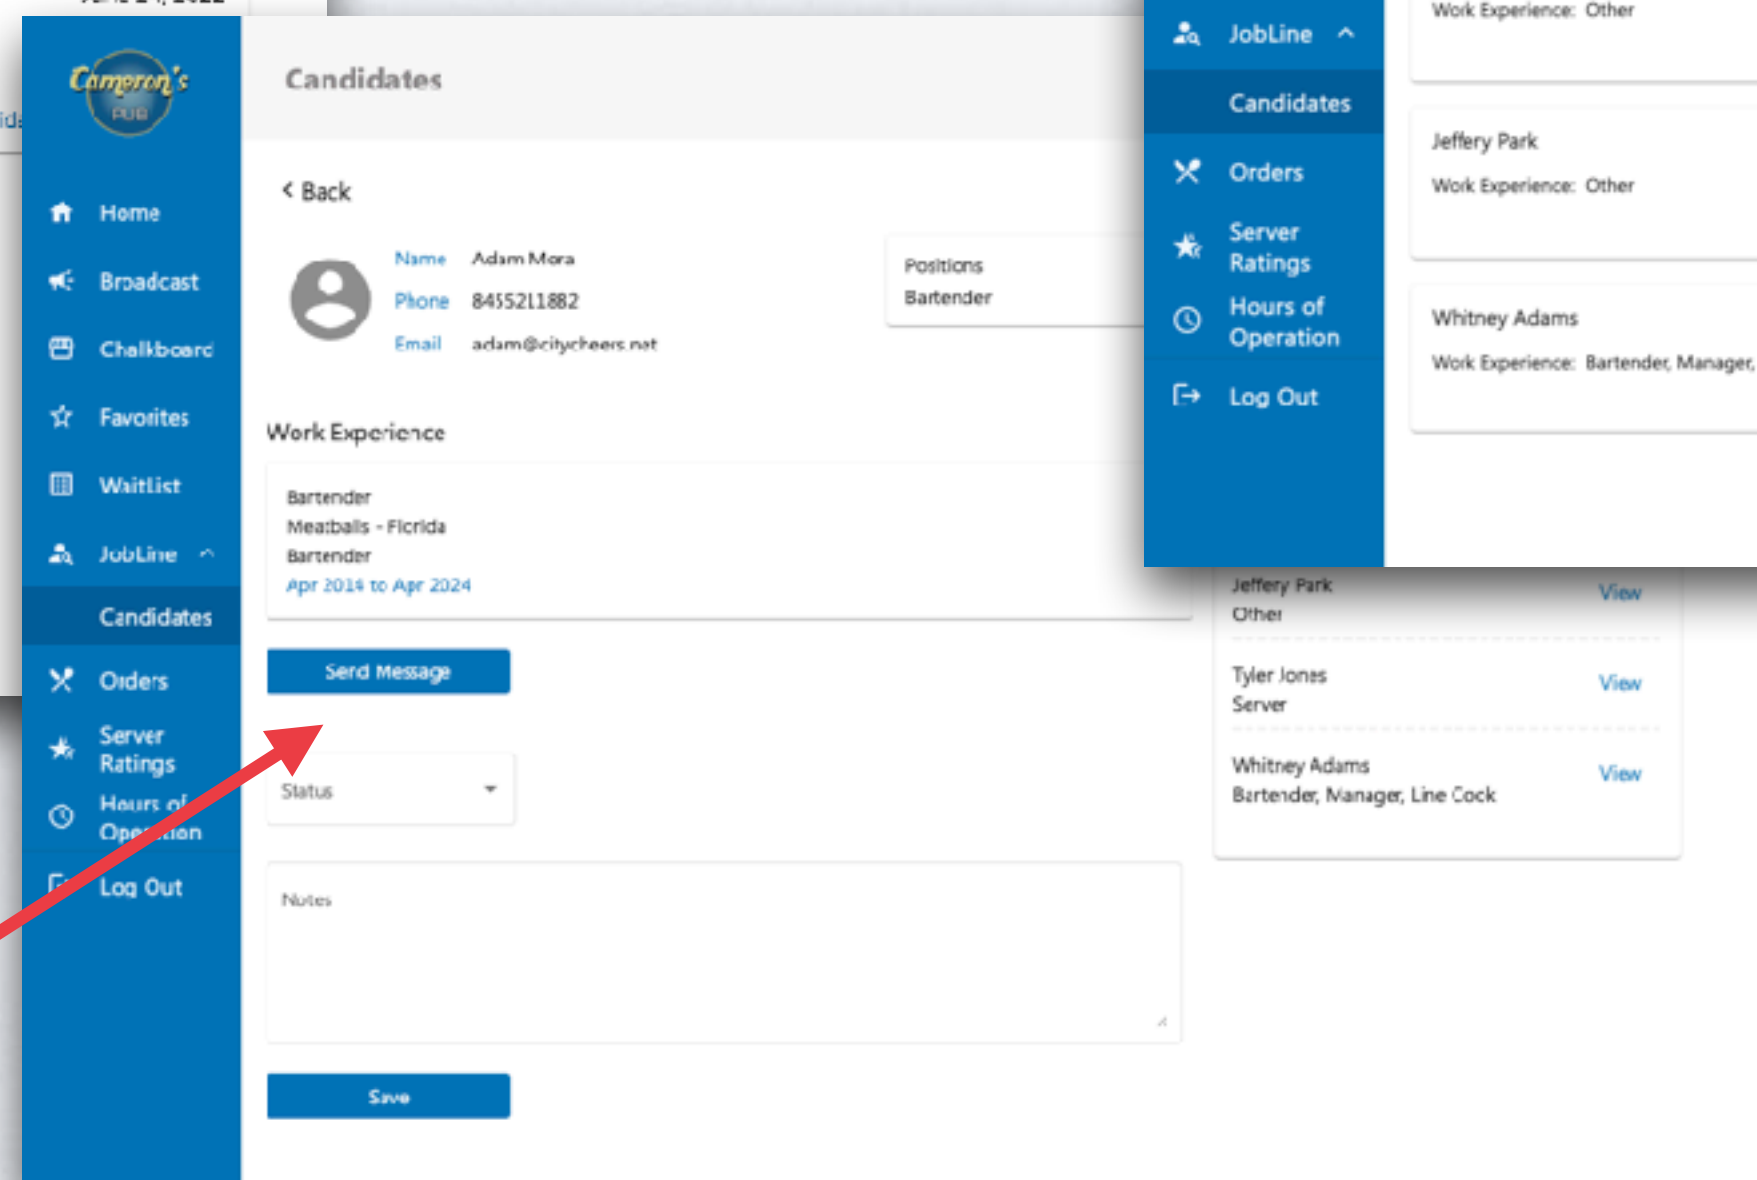 Cameron's
PUB
Home
Broadcast
Chalkboard
Favorites
WaitList
JobLine
Candidates
Orders
Server
Ratings
Hours of
Operation
Log Out
Candidates
< Back
Name Adam Mora
Phone 8455211882
Email adam@citycheers.net
Positions
Bartender
Work Experience
Bartender
Meatballs - Florida
Bartender
Apr 2014 to Apr 2024
Send Message
Status
Notes
Save
JobLine
Candidates
Orders
Server
Ratings
Hours of
Operation
Log Out
Work Experience: Other
Jeffery Park
Work Experience: Other
Whitney Adams
Work Experience: Bartender, Manager,
Jeffery Park
Other
View
Tyler Jones
Server
View
Whitney Adams
Bartender, Manager, Line Cook
View